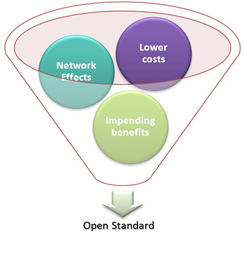 Lower
costs
Network
Effects
Impending
benefits
Open Standard